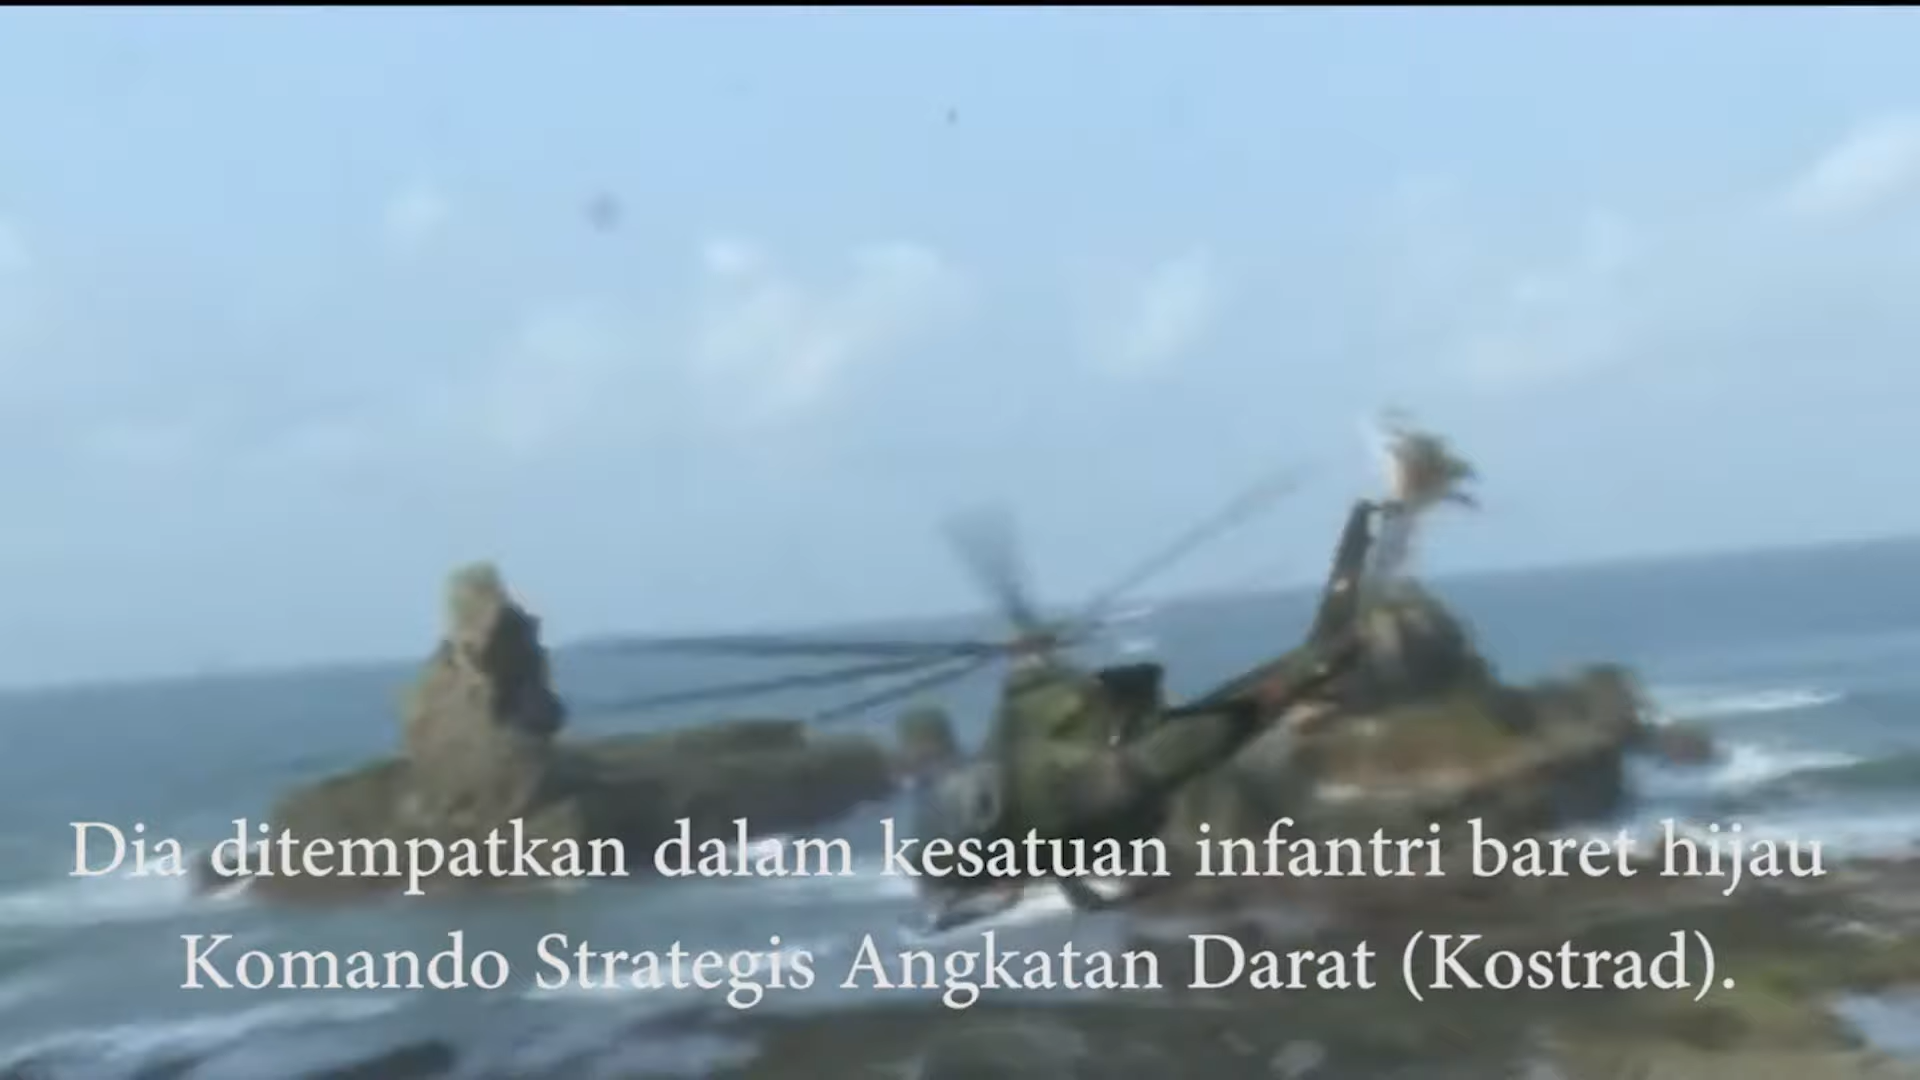 Dia ditempatkan dalam kesatuan infantri baret hijau
Komando Strategis Angkatan Darat (Kostrad).